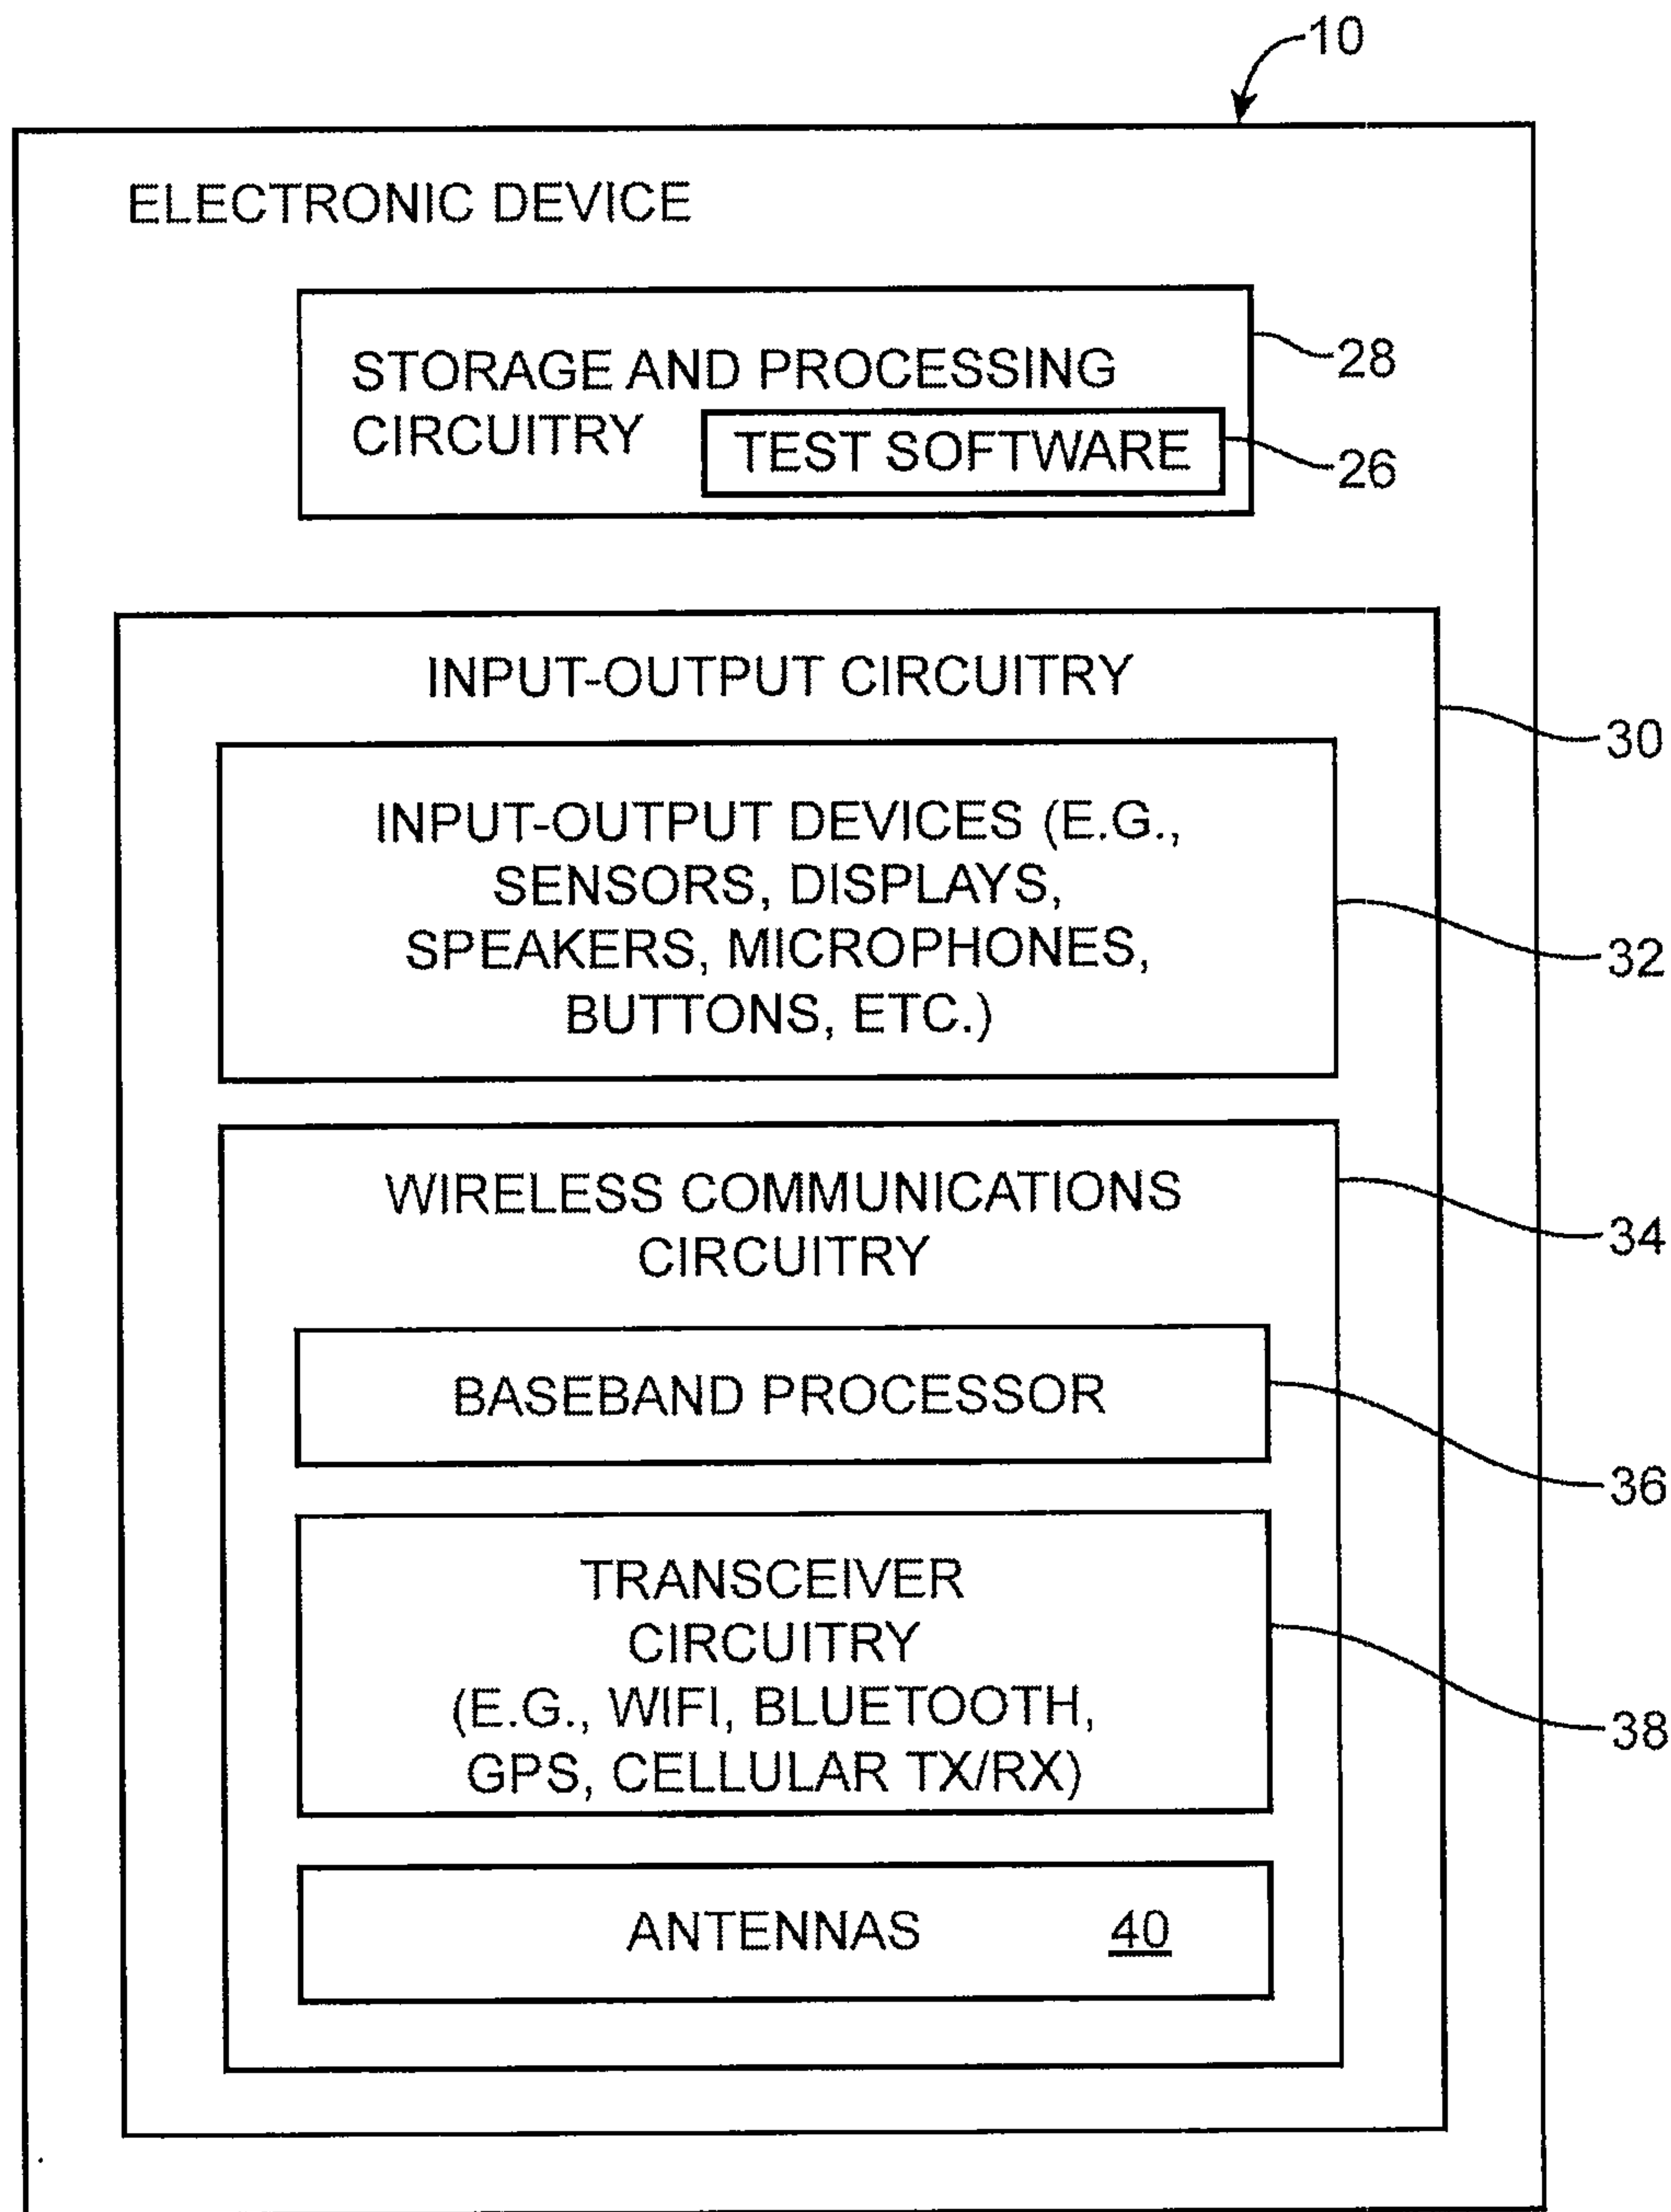 10
ELECTRONIC DEVICE
STORAGE AND PROCESSING
CIRCUITRY
28
TEST SOFTWARE
26
INPUT-OUTPUT CIRCUITRY
30
INPUT-OUTPUT DEVICES (E.G.,
SENSORS, DISPLAYS,
SPEAKERS, MICROPHONES,
BUTTONS, ETC.)
32
WIRELESS COMMUNICATIONS
CIRCUITRY
34
BASEBAND PROCESSOR
36
TRANSCEIVER
CIRCUITRY
(E.G., WIFI, BLUETOOTH,
GPS, CELLULAR TX/RX)
38
ANTENNAS 40